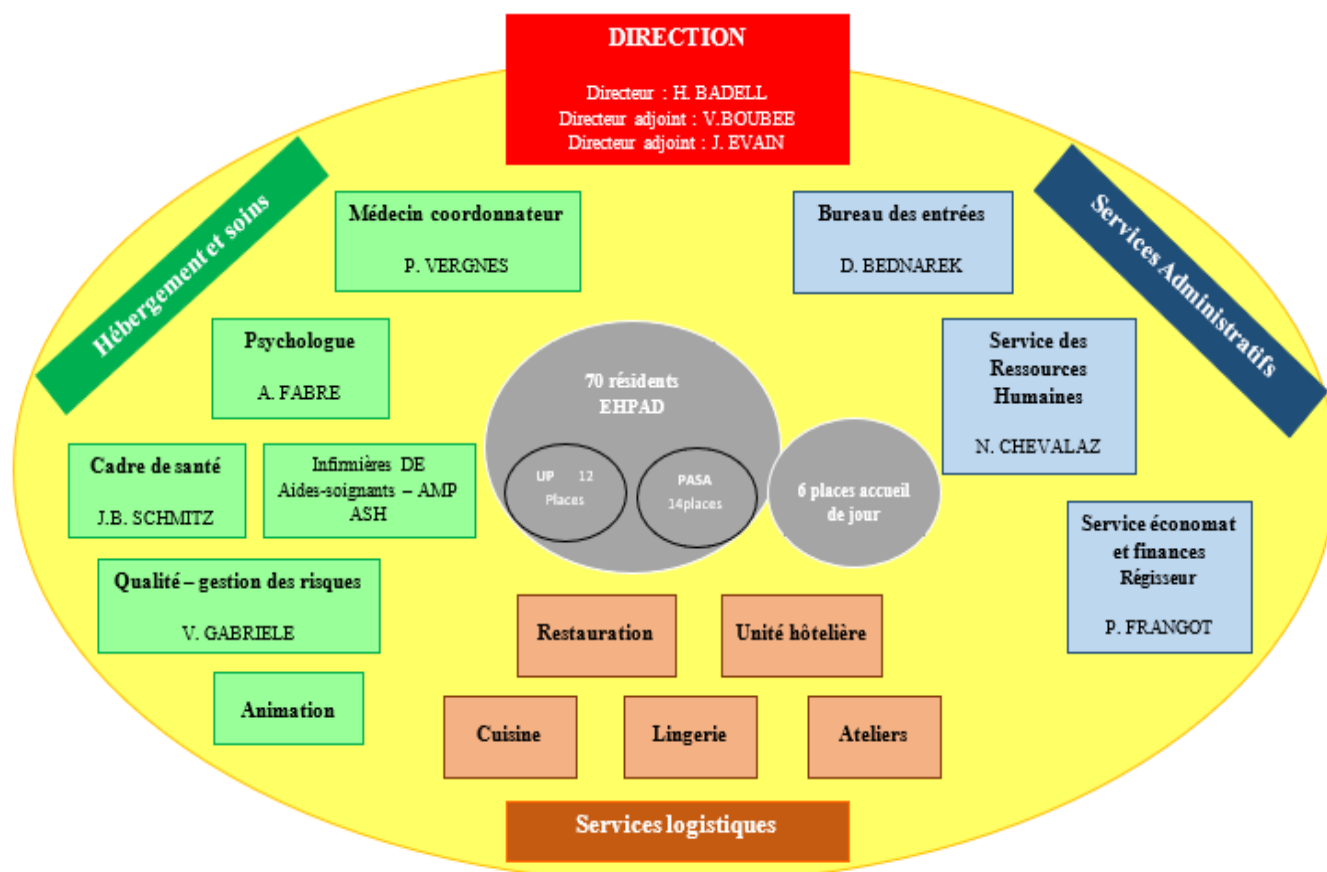 DIRECTION
Directeur : H. BADELL
Directeur adjoint : V.BOUBEE
Directeur adjoint : J. EVAIN
Hébergement et soins
Médecin coordonnateur
P. VERGNES
Psychologue
A. FABRE
Cadre de santé
J.B. SCHMITZ
Infirmières DE
Aides-soignants – AMP
ASH
Qualité – gestion des risques
V. GABRIELE
Animation
70 résidents
EHPAD
UP 12
Places
PASA
14places
6 places accueil
de jour
Services Administratifs
Bureau des entrées
D. BEDNAREK
Service des
Ressources
Humaines
N. CHEVALAZ
Service économat
et finances
Régisseur
P. FRANGOT
Restauration
Unité hôtelière
Cuisine
Lingerie
Ateliers
Services logistiques